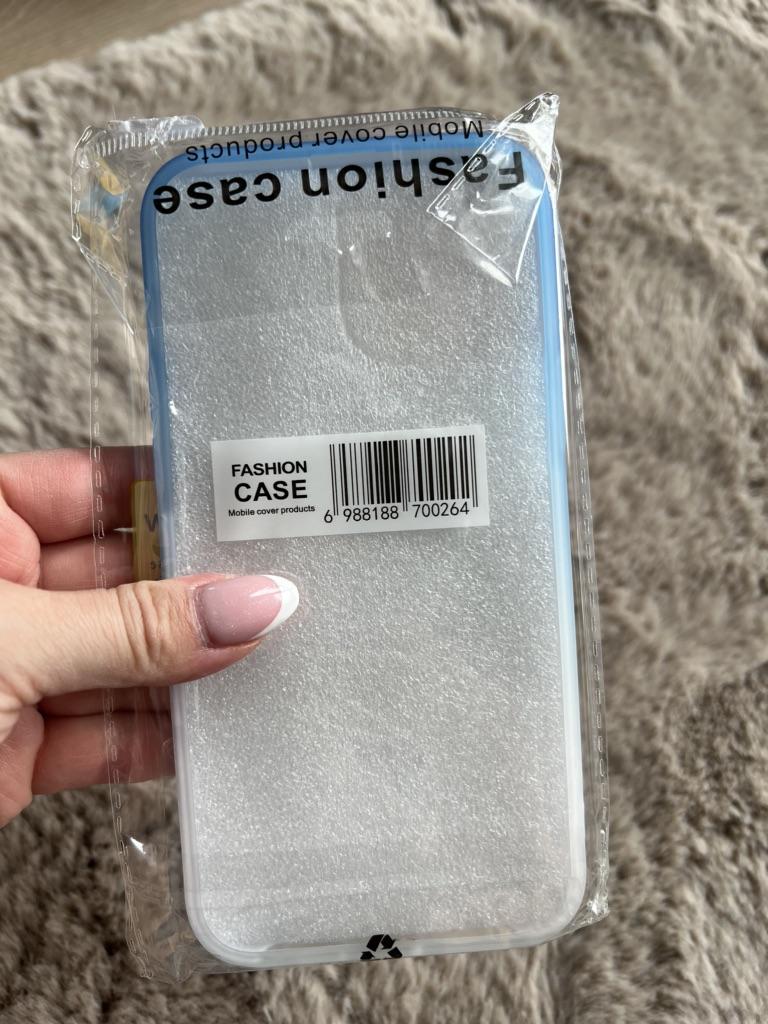 Mobile cover products
Fashion case
FASHION
CASE
Mobile cover products
6 988188 700264